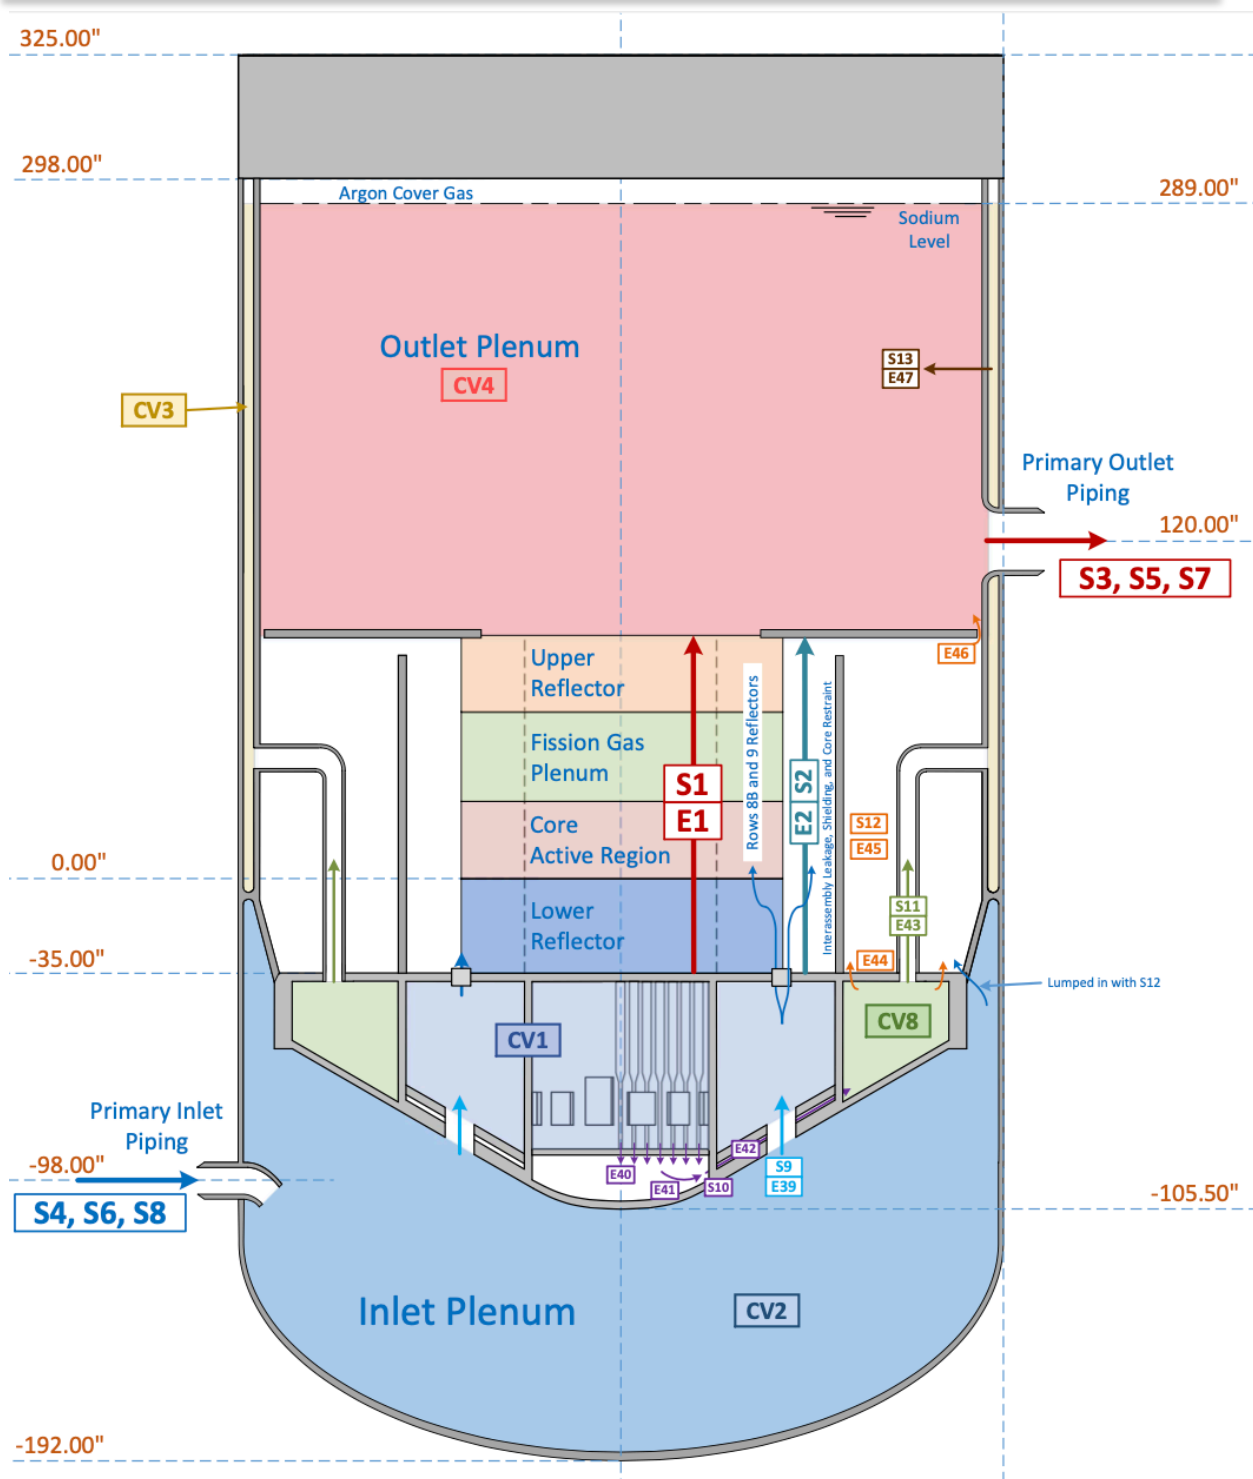 325.00"
298.00"
Argon Cover Gas
289.00"
Sodium
Level
Outlet Plenum
CV4
S13
E47
CV3
Primary Outlet
Piping
120.00"
S3, S5, S7
E46
Upper
Reflector
Fission Gas
Plenum
S1
E1
Rows 8B and 9 Reflectors
E2 S2
Interassembly Leakage, Shielding, and Core Restraint
S12
E45
Core
Active Region
0.00"
Lower
Reflector
S11
E43
-35.00"
E44
Lumped in with S12
CV1
CV8
Primary Inlet
Piping
-98.00"
S4, S6, S8
E42
E40
E41
S10
S9
E39
-105.50"
Inlet Plenum
CV2
-192.00"